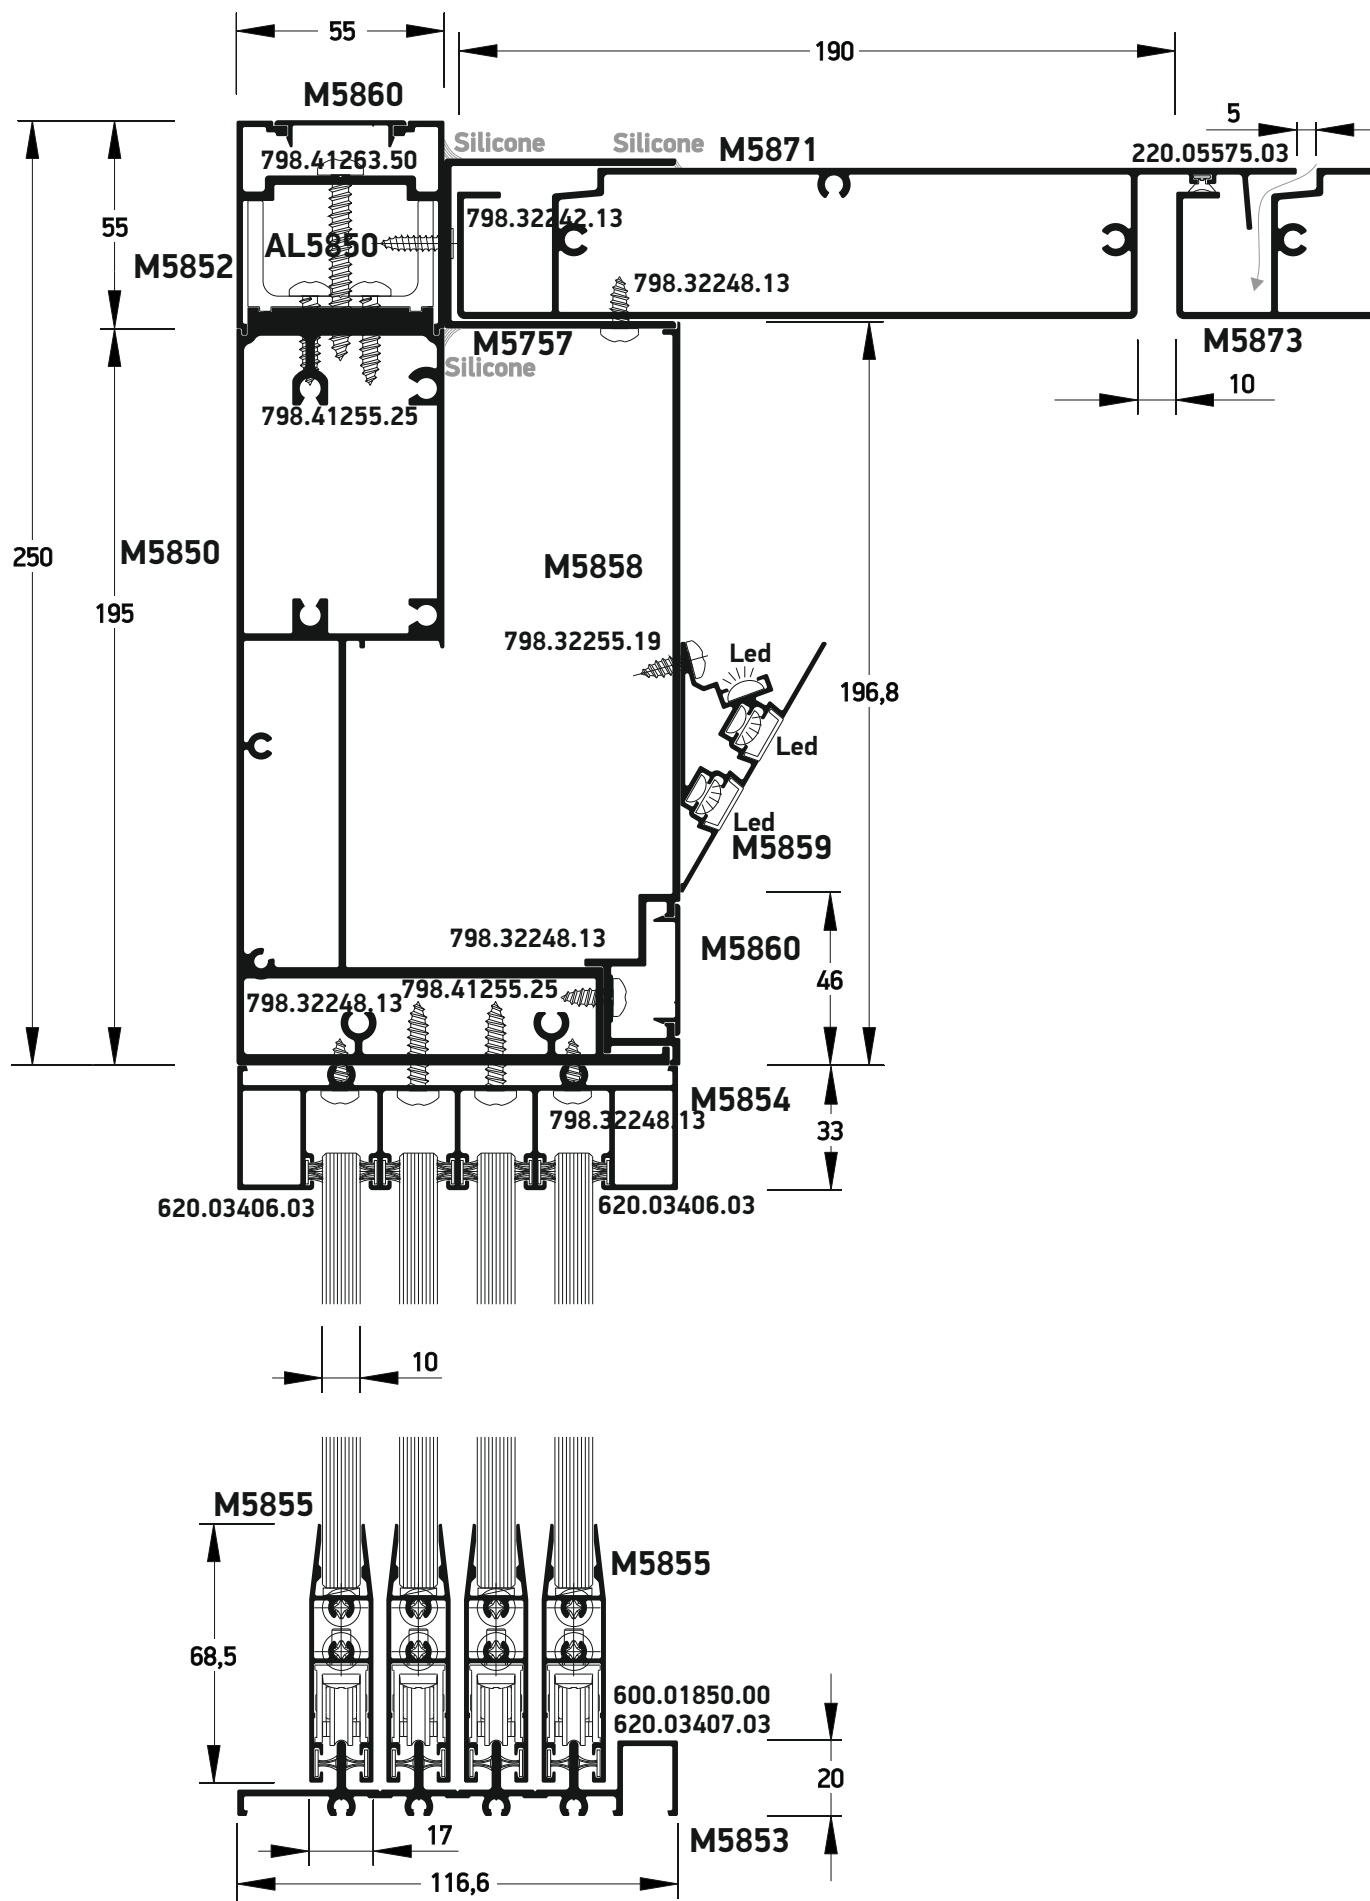 55
190
M5860
5
Silicone
Silicone
M5871
220.05575.03
798.41263.50
798.32242.13
55
AL5850
M5852
798.32248.13
M5757
M5873
Silicone
10
798.41255.25
250
M5850
M5858
195
798.32255.19
Led
196,8
Led
Led
M5859
798.32248.13
M5860
46
798.41255.25
798.32248.13
M5854
798.32248.13
33
620.03406.03
620.03406.03
10
M5855
M5855
68,5
600.01850.00
620.03407.03
20
17
M5853
116,6